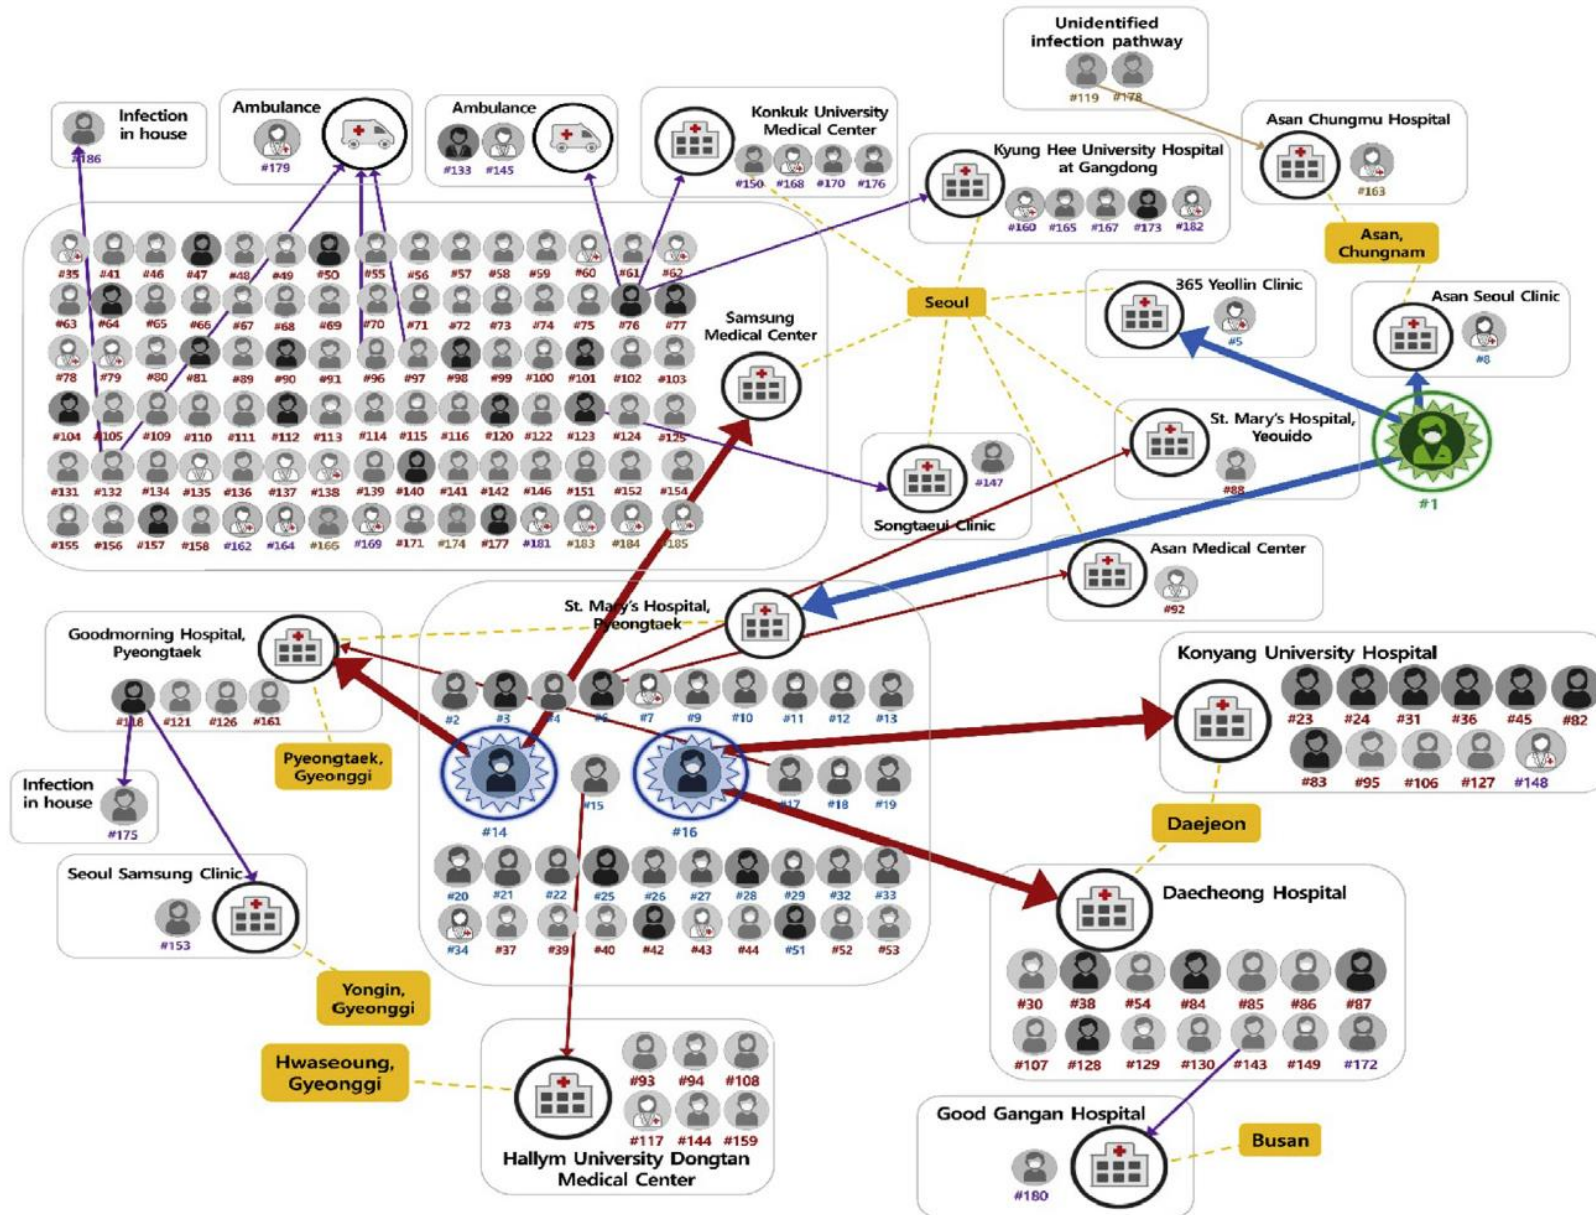 Unidentified
infection pathway
#119 #178
Infection
in house
#186
Ambulance
#179
Ambulance
#133 #145
Konkuk University
Medical Center
#150 #168 #170 #176
Kyung Hee University Hospital
at Gangdong
#160 #165 #167 #173 #182
Asan Chungmu Hospital
#163
Asan,
Chungnam
365 Yeollin Clinic
#5
Asan Seoul Clinic
#8
Seoul
Samsung
Medical Center
#35 #41 #46 #47 #48 #49 #50 #55 #56 #57 #58 #59 #60 #61 #62
#63 #64 #65 #66 #67 #68 #69 #70 #71 #72 #73 #74 #75 #76 #77
#78 #79 #80 #81 #89 #90 #91 #96 #97 #98 #99 #100 #101 #102 #103
#104 #105 #109 #110 #111 #112 #113 #114 #115 #116 #120 #122 #123 #124 #125
#131 #132 #134 #135 #136 #137 #138 #139 #140 #141 #142 #146 #151 #152 #154
#155 #156 #157 #158 #162 #164 #166 #169 #171 #174 #177 #181 #183 #184 #185
Songtaeui Clinic
#147
St. Mary's Hospital,
Yeouido
#88
#1
Asan Medical Center
#92
Goodmorning Hospital,
Pyeongtaek
#118 #121 #126 #161
Pyeongtaek,
Gyeonggi
St. Mary's Hospital,
Pyeongtaek
#2 #3 #4 #6 #7 #9 #10 #11 #12 #13
#14 #15 #16 #17 #18 #19
#20 #21 #22 #25 #26 #27 #28 #29 #32 #33
#34 #37 #39 #40 #42 #43 #44 #51 #52 #53
Konyang University Hospital
#23 #24 #31 #36 #45 #82
#83 #95 #106 #127 #148
Daejeon
Infection
in house
#175
Seoul Samsung Clinic
#153
Yongin,
Gyeonggi
Daecheong Hospital
#30 #38 #54 #84 #85 #86 #87
#107 #128 #129 #130 #143 #149 #172
Hwaseoung,
Gyeonggi
#93 #94 #108
#117 #144 #159
Hallym University Dongtan
Medical Center
Good Gangan Hospital
#180
Busan